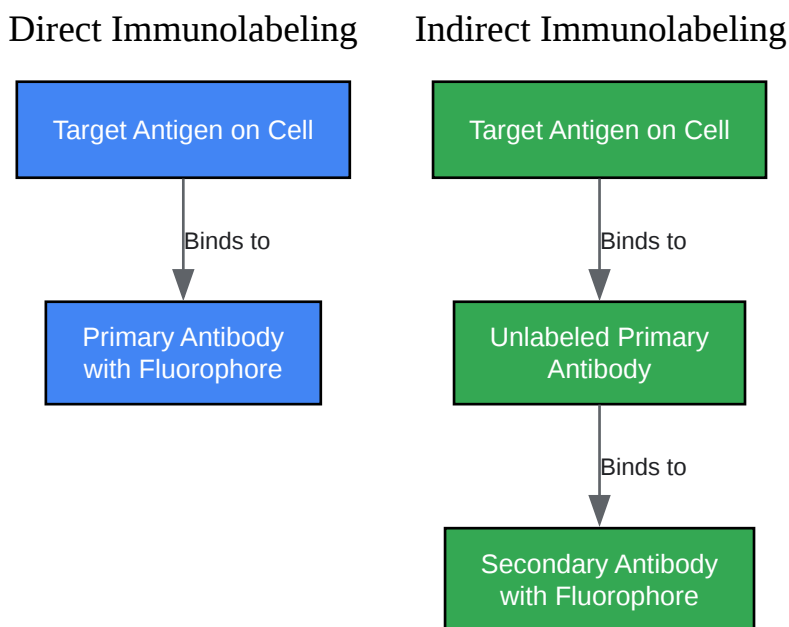 Direct Immunolabeling
Target Antigen on Cell
Binds to
Primary Antibody
with Fluorophore
Indirect Immunolabeling
Target Antigen on Cell
Binds to
Unlabeled Primary
Antibody
Binds to
Secondary Antibody
with Fluorophore